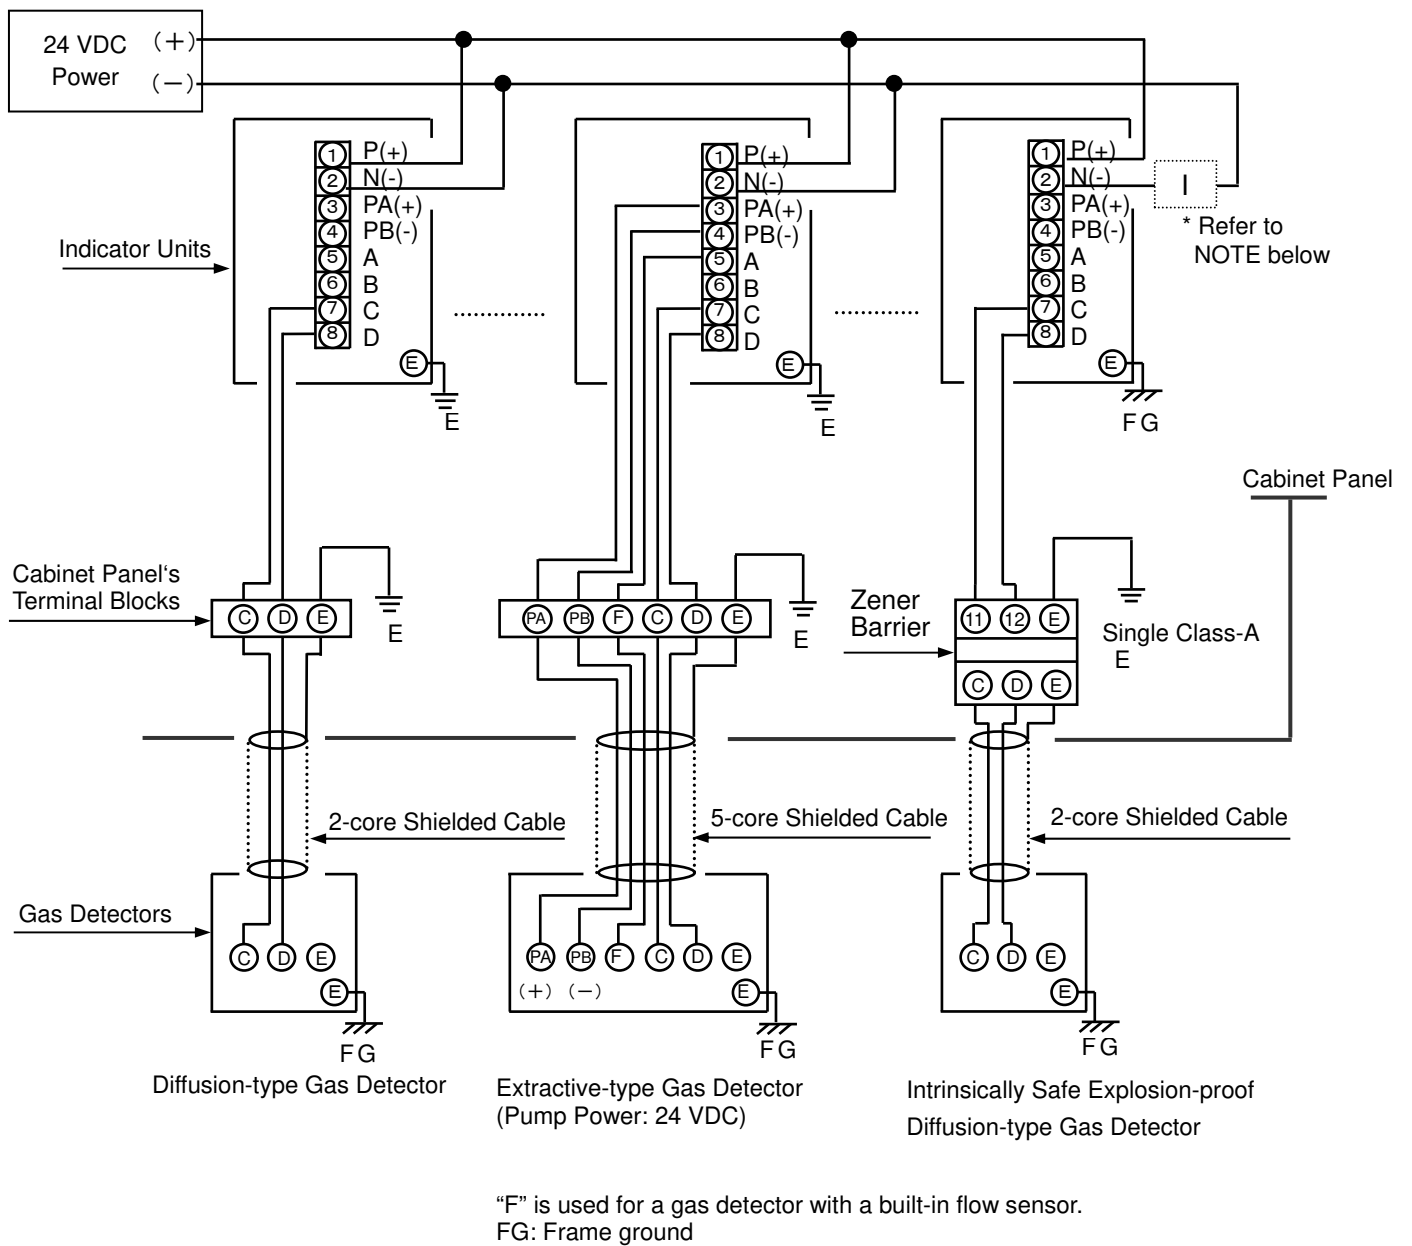 24 VDC (+)
Power (−)
1 P(+)
2 N(-)
3 PA(+)
4 PB(-)
5 A
6 B
7 C
8 D
E
E
1 P(+)
2 N(-)
3 PA(+)
4 PB(-)
5 A
6 B
7 C
8 D
E
E
1 P(+)
2 N(-)
3 PA(+)
4 PB(-)
5 A
6 B
7 C
8 D
E
FG
I
* Refer to
NOTE below
Indicator Units
Cabinet Panel
Cabinet Panel's
Terminal Blocks
C D E
E
PA PB F C D E
E
Zener
Barrier
11 12 E
C D E
Single Class-A
E
2-core Shielded Cable
5-core Shielded Cable
2-core Shielded Cable
Gas Detectors
C D E
E
FG
PA PB F C D E
(+) (−)
E
FG
C D E
E
FG
Diffusion-type Gas Detector
Extractive-type Gas Detector
(Pump Power: 24 VDC)
Intrinsically Safe Explosion-proof
Diffusion-type Gas Detector
“F” is used for a gas detector with a built-in flow sensor.
FG: Frame ground